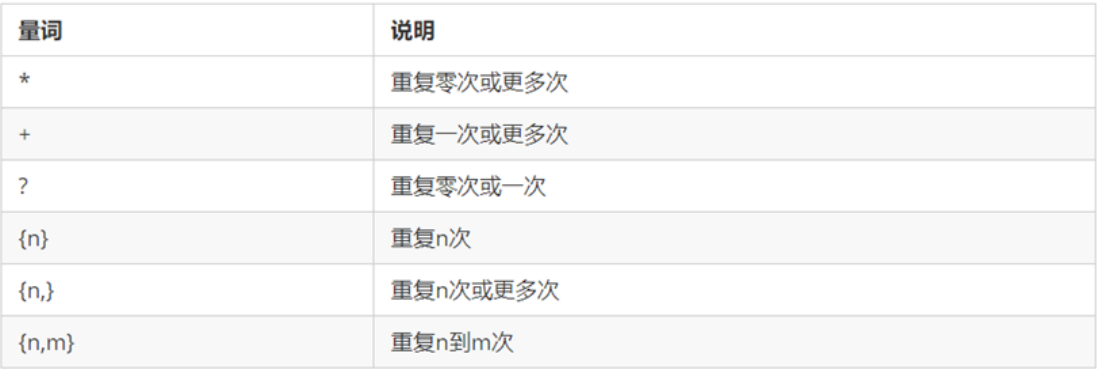 量词 说明
* 重复零次或更多次
+ 重复一次或更多次
? 重复零次或一次
{n} 重复n次
{n,} 重复n次或更多次
{n,m} 重复n到m次